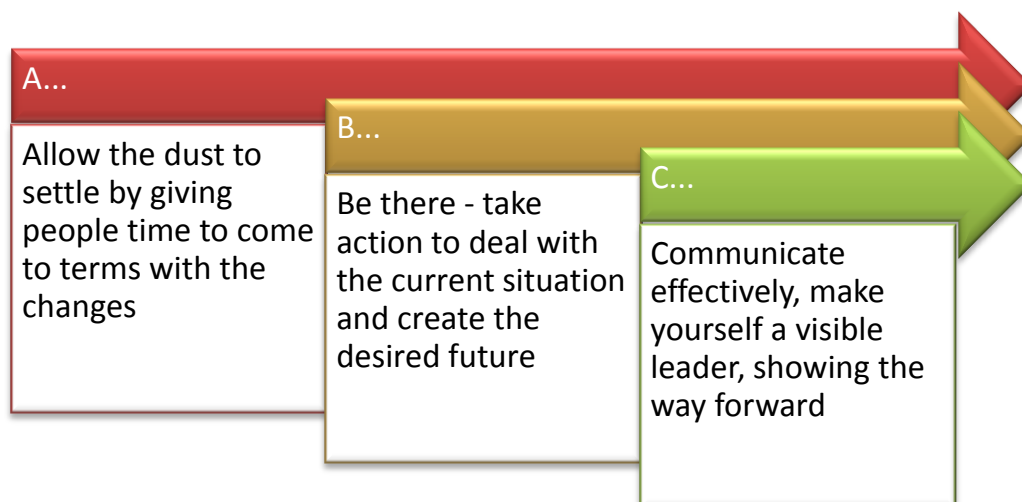 A...
Allow the dust to
settle by giving
people time to come
to terms with the
changes
B...
Be there - take
action to deal with
the current situation
and create the
desired future
C...
Communicate
effectively, make
yourself a visible
leader, showing the
way forward